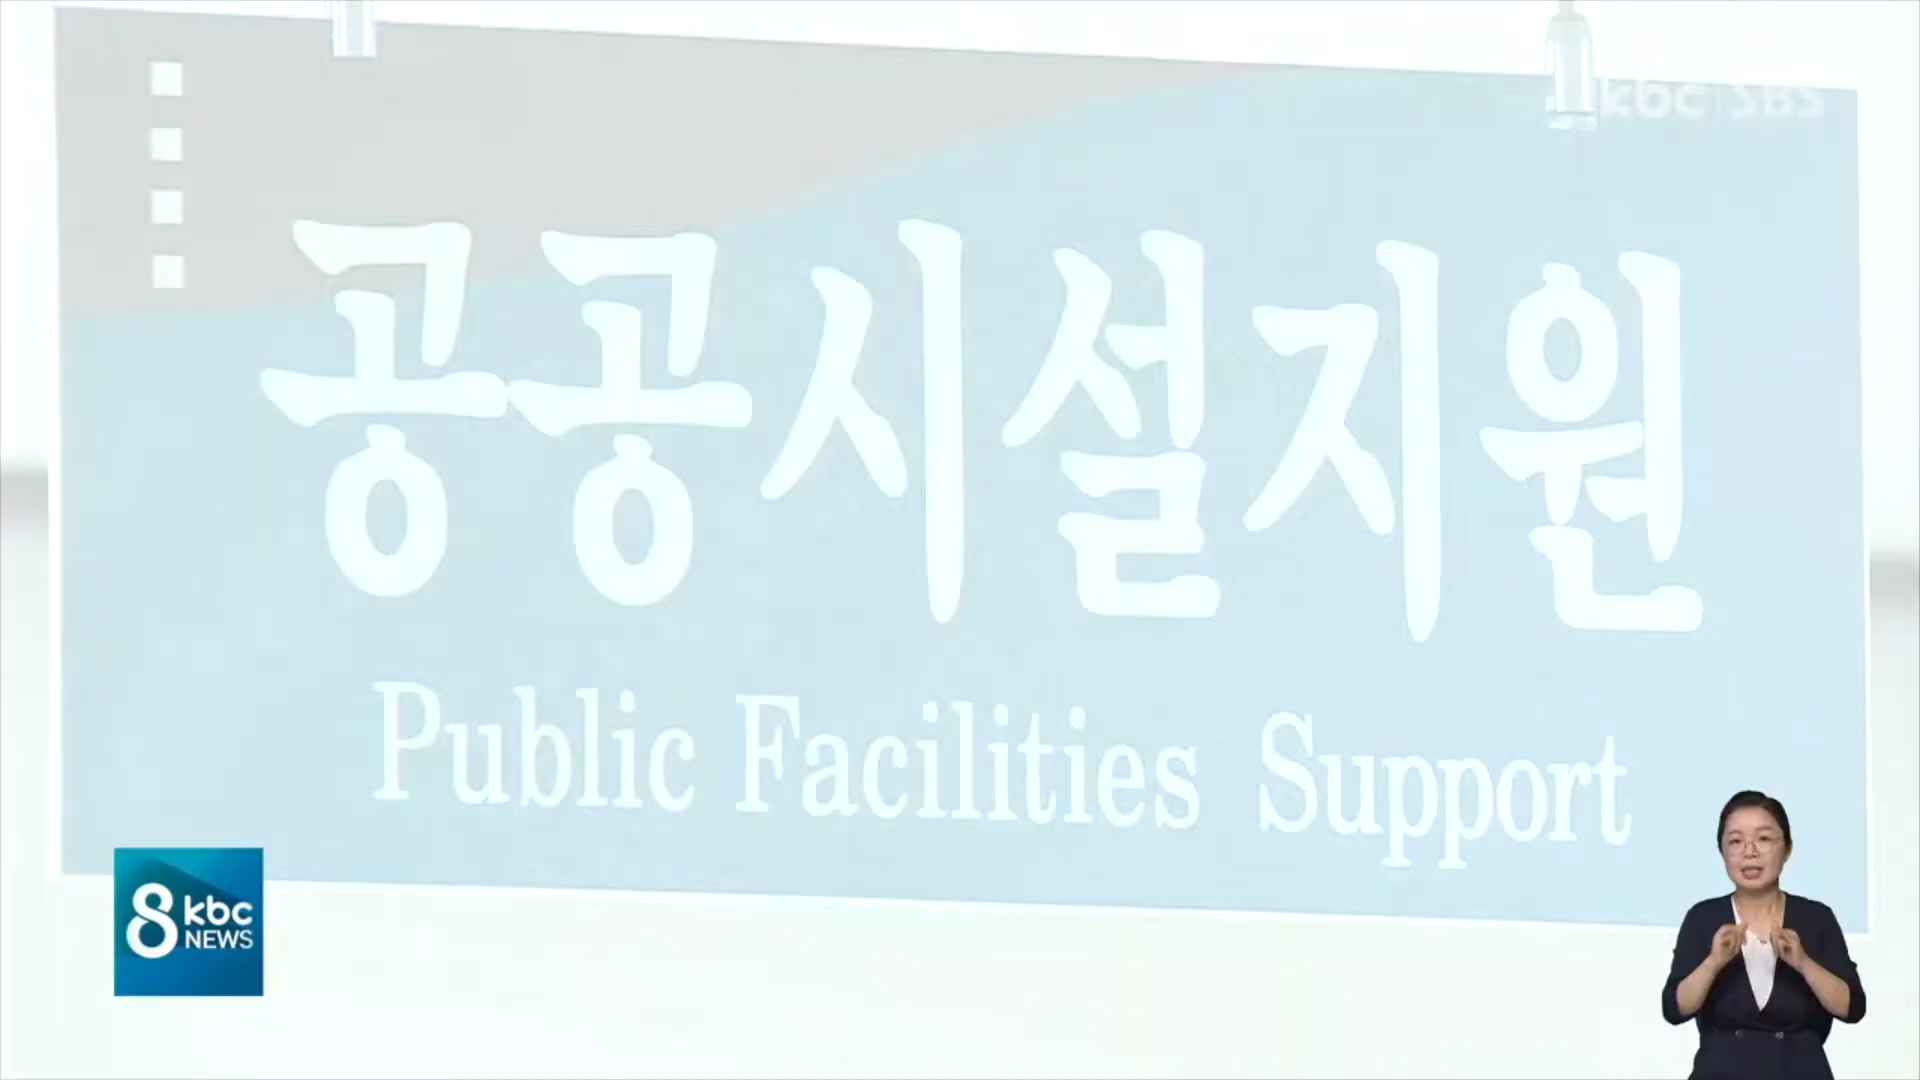 kbc SBS
공공시설지원
Public Facilities Support
8 kbc
NEWS